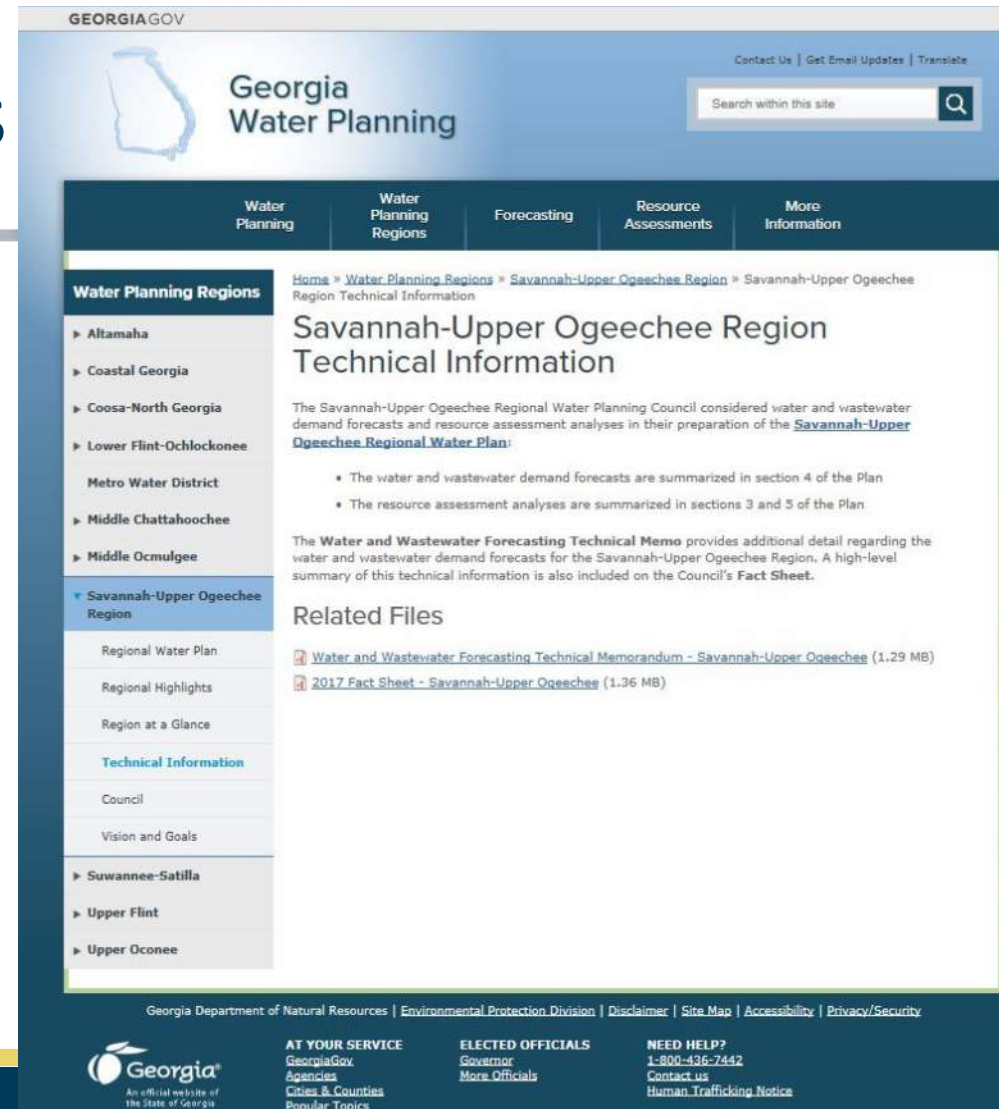 GEORGIAGOV
Contact Us | Get Email Updates | Translate
Georgia
Water Planning
Search within this site
Water
Planning
Water
Planning
Regions
Forecasting
Resource
Assessments
More
Information
Water Planning Regions
Altamaha
Coastal Georgia
Coosa-North Georgia
Lower Flint-Ochlockonee
Metro Water District
Middle Chattahoochee
Middle Ocmulgee
Savannah-Upper Ogeechee
Region
Regional Water Plan
Regional Highlights
Region at a Glance
Technical Information
Council
Vision and Goals
Suwannee-Satilla
Upper Flint
Upper Oconee
Home » Water Planning Regions » Savannah-Upper Ogeechee Region » Savannah-Upper Ogeechee
Region Technical Information
Savannah-Upper Ogeechee Region
Technical Information
The Savannah-Upper Ogeechee Regional Water Planning Council considered water and wastewater
demand forecasts and resource assessment analyses in their preparation of the Savannah-Upper
Ogeechee Regional Water Plan:
• The water and wastewater demand forecasts are summarized in section 4 of the Plan
• The resource assessment analyses are summarized in sections 3 and 5 of the Plan
The Water and Wastewater Forecasting Technical Memo provides additional detail regarding the
water and wastewater demand forecasts for the Savannah-Upper Ogeechee Region. A high-level
summary of this technical information is also included on the Council's Fact Sheet.
Related Files
Water and Wastewater Forecasting Technical Memorandum - Savannah-Upper Ogeechee (1.29 MB)
2017 Fact Sheet - Savannah-Upper Ogeechee (1.36 MB)
Georgia Department of Natural Resources | Environmental Protection Division | Disclaimer | Site Map | Accessibility | Privacy/Security
Georgia®
An official website of
the State of Georgia
AT YOUR SERVICE
GeorgiaGov
Agencies
Cities & Counties
Popular Topics
ELECTED OFFICIALS
Governor
More Officials
NEED HELP?
1-800-436-7442
Contact us
Human Trafficking Notice